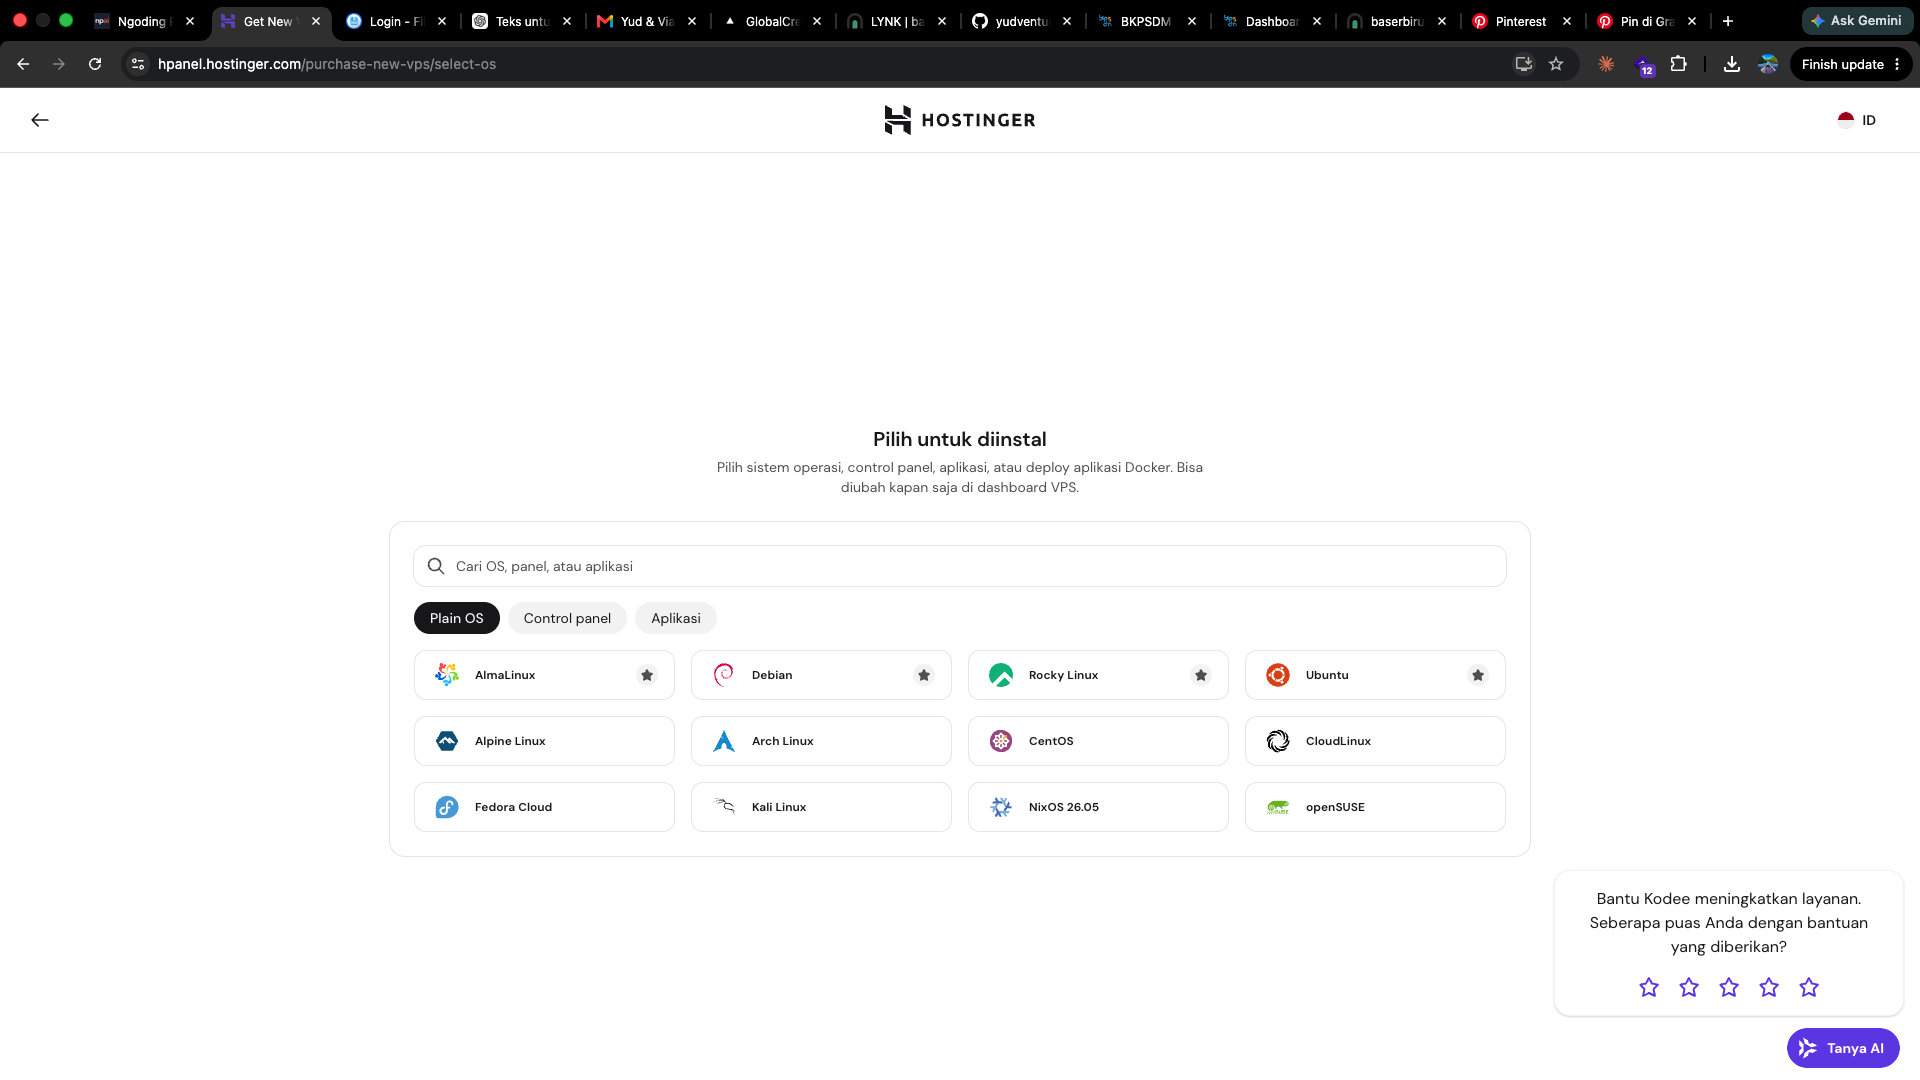 Ngoding
Get New
Login - Fi
Teks untu
Yud & Via
GlobalCre
LYNK | ba
yudventu
BKPSDM
Dashboar
baserbiru
Pinterest
Pin di Gra
Ask Gemini
hpanel.hostinger.com/purchase-new-vps/select-os
12
Finish update
HOSTINGER
ID
Pilih untuk diinstal
Pilih sistem operasi, control panel, aplikasi, atau deploy aplikasi Docker. Bisa
diubah kapan saja di dashboard VPS.
Cari OS, panel, atau aplikasi
Plain OS
Control panel
Aplikasi
AlmaLinux
Debian
Rocky Linux
Ubuntu
Alpine Linux
Arch Linux
CentOS
CloudLinux
Fedora Cloud
Kali Linux
NixOS 26.05
openSUSE
Bantu Kodee meningkatkan layanan.
Seberapa puas Anda dengan bantuan
yang diberikan?
Tanya AI